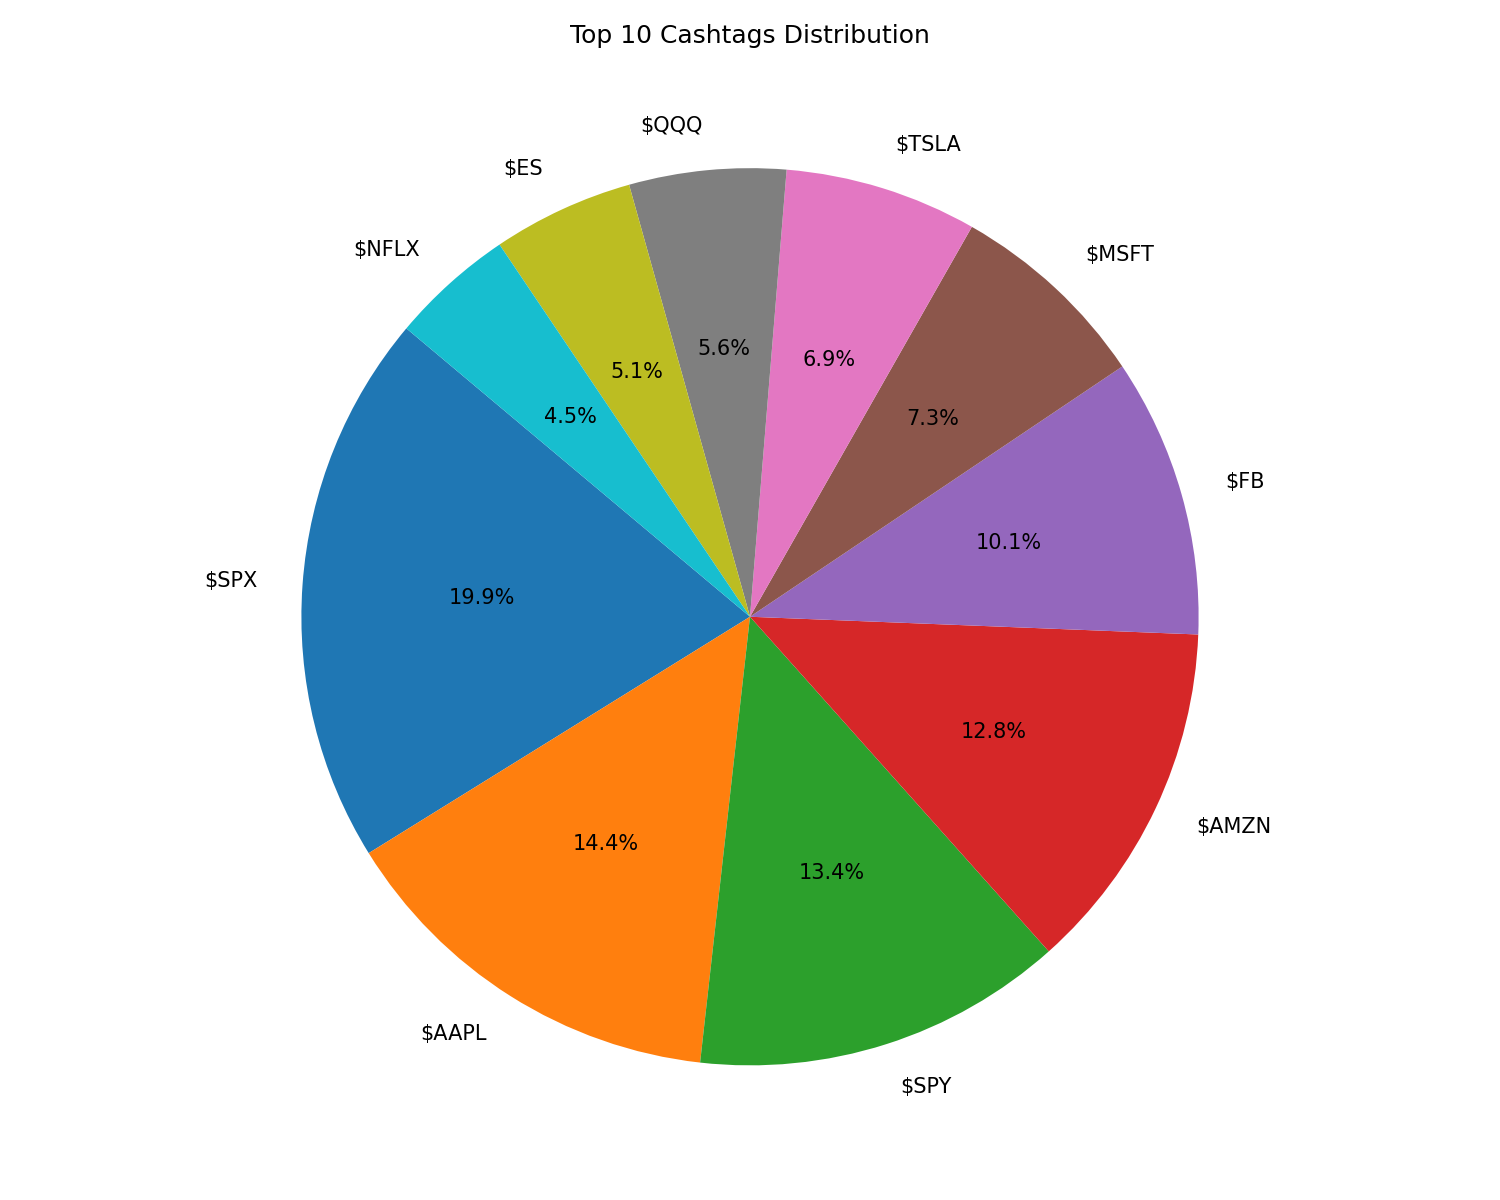 Top 10 Cashtags Distribution
$QQQ
$TSLA
$ES
$NFLX
$MSFT
5.6%
6.9%
5.1%
4.5%
7.3%
$FB
10.1%
$SPX
19.9%
12.8%
$AMZN
14.4%
13.4%
$AAPL
$SPY